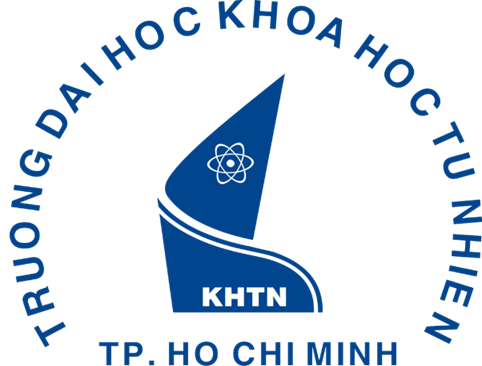 TRUONG DAI HOC KHOA HOC TU NHIEN
KHTN
TP. HO CHI MINH